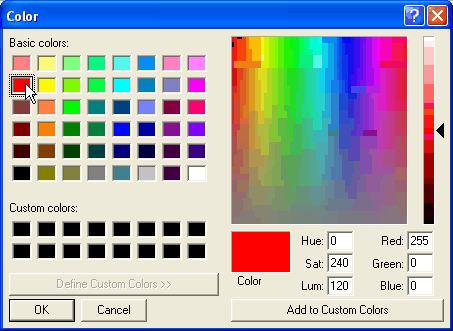 Color
Basic colors:
Custom colors:
Define Custom Colors >>
OK Cancel
Color
Hue: 0 Red: 255
Sat: 240 Green: 0
Lum: 120 Blue: 0
Add to Custom Colors